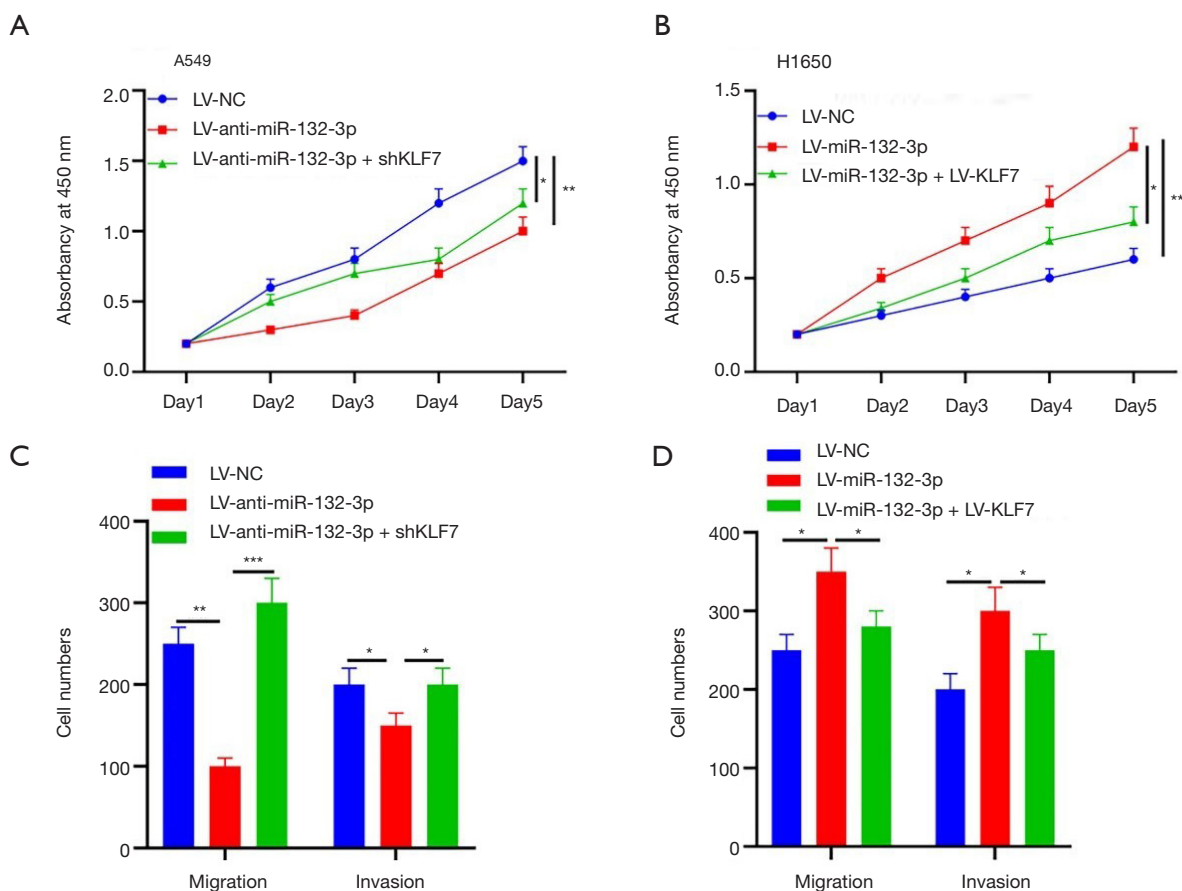 A
A549
LV-NC
LV-anti-miR-132-3p
LV-anti-miR-132-3p + shKLF7
Absorbancy at 450 nm
2.0
1.5
1.0
0.5
0.0
*
**
Day1 Day2 Day3 Day4 Day5
B
H1650
LV-NC
LV-miR-132-3p
LV-miR-132-3p + LV-KLF7
Absorbancy at 450 nm
1.5
1.0
0.5
0.0
*
**
Day1 Day2 Day3 Day4 Day5
C
LV-NC
LV-anti-miR-132-3p
LV-anti-miR-132-3p + shKLF7
Cell numbers
400
300
200
100
0
** *** * *
Migration Invasion
D
LV-NC
LV-miR-132-3p
LV-miR-132-3p + LV-KLF7
Cell numbers
400
300
200
100
0
* * * *
Migration Invasion